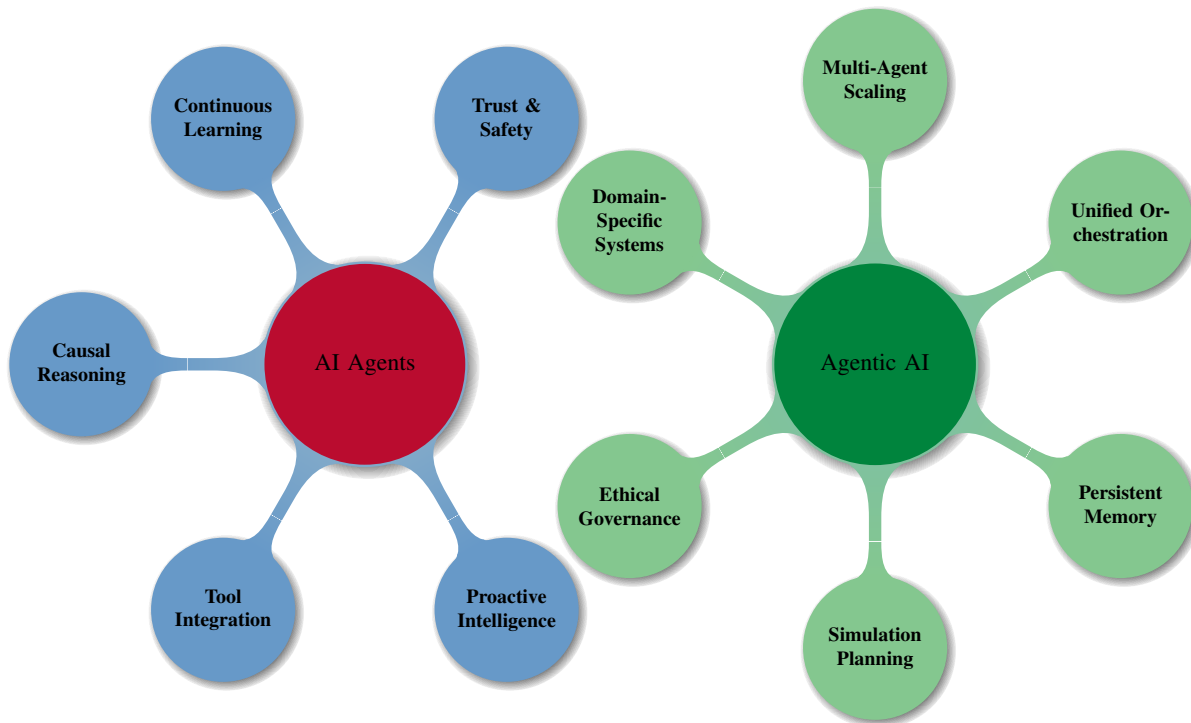 Continuous
Learning
Trust &
Safety
Causal
Reasoning
AI Agents
Tool
Integration
Proactive
Intelligence
Multi-Agent
Scaling
Domain-
Specific
Systems
Unified Or-
chestration
Agentic AI
Ethical
Governance
Persistent
Memory
Simulation
Planning